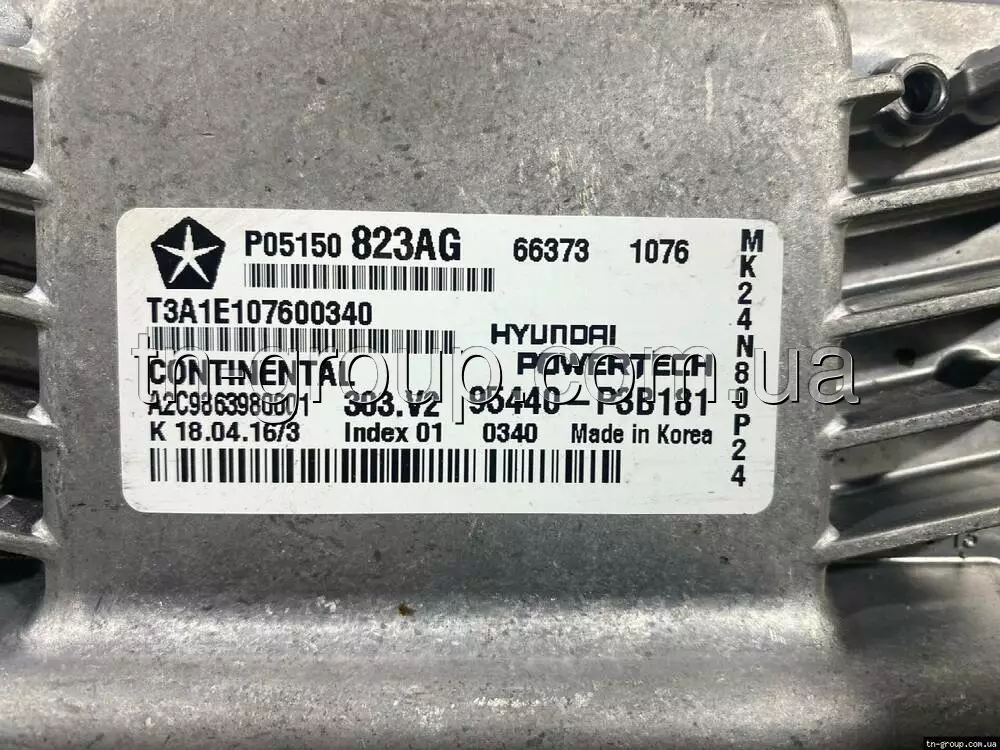 P05150 823AG 66373 1076
T3A1E107600340
HYUNDAI
POWERTECH
CONTINENTAL
303.V2 95440-P3B181
K 18.04.16/3 Index 01 0340 Made in Korea
MK24N80P24
tn-group.com.ua
tn-group.com.ua